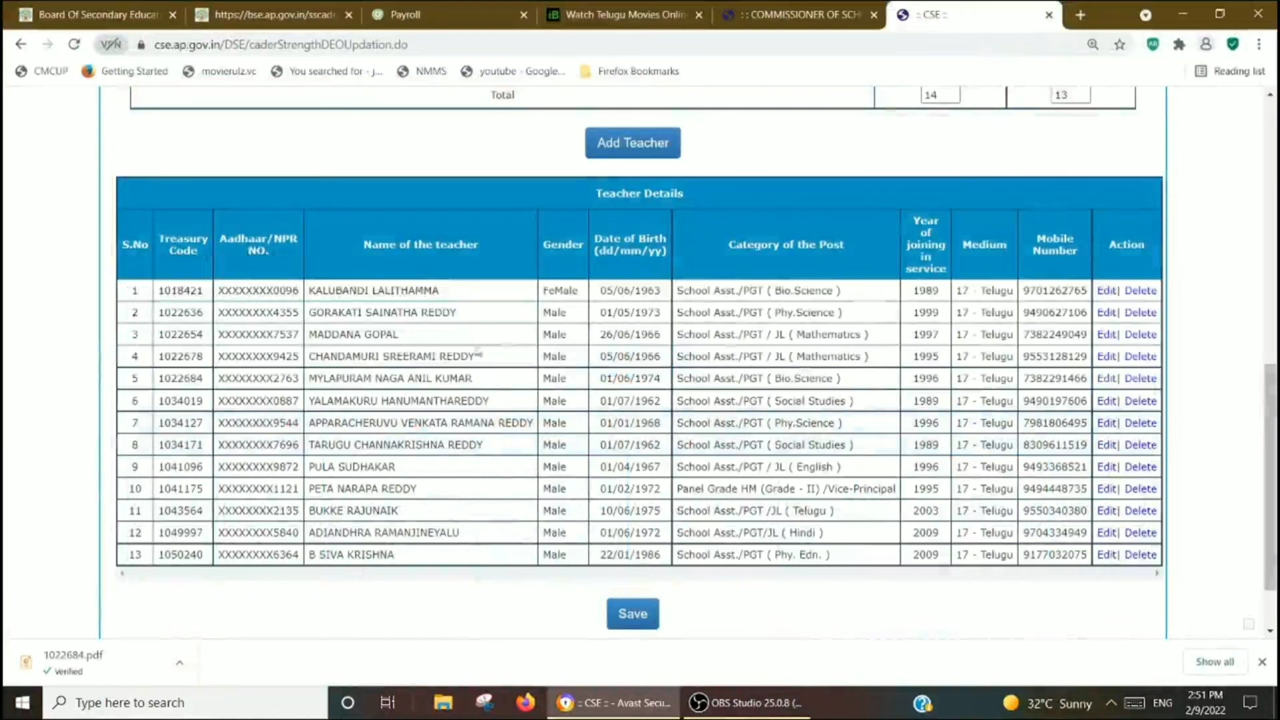 Board Of Secondary Educat
https://bse.ap.gov.in/sscade
Payroll
Watch Telugu Movies Onlin
: : COMMISSIONER OF SCH
:: CSE ::
VPN
cse.ap.gov.in/DSE/caderStrengthDEOUpdation.do
CMCUP
Getting Started
movierulz.vc
You searched for - j...
NMMS
youtube - Google...
Firefox Bookmarks
Reading list
Total 14 13
Add Teacher
Teacher Details
S.No Treasury Code Aadhaar/NPR NO. Name of the teacher Gender Date of Birth (dd/mm/yy) Category of the Post Year of joining in service Medium Mobile Number Action
1 1018421 XXXXXXXX0096 KALUBANDI LALITHAMMA FeMale 05/06/1963 School Asst./PGT ( Bio.Science ) 1989 17 - Telugu 9701262765 Edit| Delete
2 1022636 XXXXXXXX4355 GORAKATI SAINATHA REDDY Male 01/05/1973 School Asst./PGT ( Phy.Science ) 1999 17 - Telugu 9490627106 Edit| Delete
3 1022654 XXXXXXXX7537 MADDANA GOPAL Male 26/06/1966 School Asst./PGT / JL ( Mathematics ) 1997 17 - Telugu 7382249049 Edit| Delete
4 1022678 XXXXXXXX9425 CHANDAMURI SREERAMI REDDY Male 05/06/1966 School Asst./PGT / JL ( Mathematics ) 1995 17 - Telugu 9553128129 Edit| Delete
5 1022684 XXXXXXXX2763 MYLAPURAM NAGA ANIL KUMAR Male 01/06/1974 School Asst./PGT ( Bio.Science ) 1996 17 - Telugu 7382291466 Edit| Delete
6 1034019 XXXXXXXX0887 YALAMAKURU HANUMANTHAREDDY Male 01/07/1962 School Asst./PGT ( Social Studies ) 1989 17 - Telugu 9490197606 Edit| Delete
7 1034127 XXXXXXXX9544 APPARACHERUVU VENKATA RAMANA REDDY Male 01/01/1968 School Asst./PGT ( Phy.Science ) 1996 17 - Telugu 7981806495 Edit| Delete
8 1034171 XXXXXXXX7696 TARUGU CHANNAKRISHNA REDDY Male 01/07/1962 School Asst./PGT ( Social Studies ) 1989 17 - Telugu 8309611519 Edit| Delete
9 1041096 XXXXXXXX9872 PULA SUDHAKAR Male 01/04/1967 School Asst./PGT / JL ( English ) 1996 17 - Telugu 9493368521 Edit| Delete
10 1041175 XXXXXXXX1121 PETA NARAPA REDDY Male 01/02/1972 Panel Grade HM (Grade - II) /Vice-Principal 1995 17 - Telugu 9494448735 Edit| Delete
11 1043564 XXXXXXXX2135 BUKKE RAJUNAIK Male 10/06/1975 School Asst./PGT /JL ( Telugu ) 2003 17 - Telugu 9550340380 Edit| Delete
12 1049997 XXXXXXXX5840 ADIANDHRA RAMANJINEYALU Male 01/06/1972 School Asst./PGT/JL ( Hindi ) 2009 17 - Telugu 9704334949 Edit| Delete
13 1050240 XXXXXXXX6364 B SIVA KRISHNA Male 22/01/1986 School Asst./PGT ( Phy. Edn. ) 2009 17 - Telugu 9177032075 Edit| Delete
Save
1022684.pdf
Verified
Show all
Type here to search
:: CSE :: - Avast Secu...
OBS Studio 25.0.8 (...
32°C Sunny
ENG
2:51 PM
2/9/2022